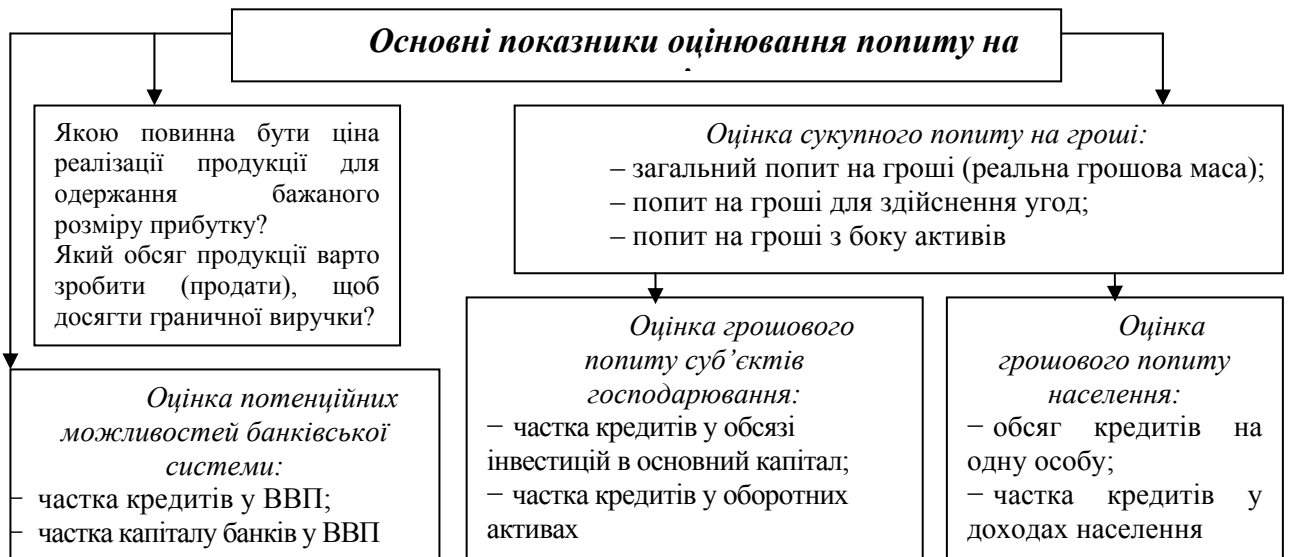 Основні показники оцінювання попиту на
Якою повинна бути ціна
реалізації продукції для
одержання бажаного
розміру прибутку?
Який обсяг продукції варто
зробити (продати), щоб
досягти граничної виручки?
Оцінка сукупного попиту на гроші:
– загальний попит на гроші (реальна грошова маса);
– попит на гроші для здійснення угод;
– попит на гроші з боку активів
Оцінка потенційних
можливостей банківської
системи:
− частка кредитів у ВВП;
− частка капіталу банків у ВВП
Оцінка грошового
попиту суб’єктів
господарювання:
− частка кредитів у обсязі
інвестицій в основний капітал;
− частка кредитів у оборотних
активах
Оцінка
грошового попиту
населення:
− обсяг кредитів на
одну особу;
− частка кредитів у
доходах населення